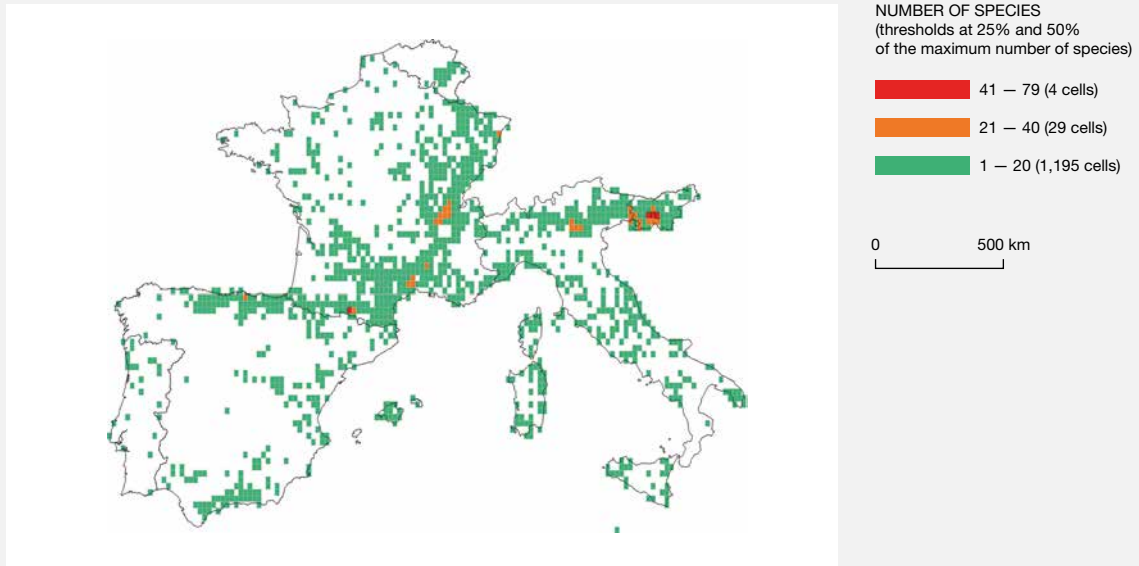 NUMBER OF SPECIES
(thresholds at 25% and 50%
of the maximum number of species)
41 — 79 (4 cells)
21 — 40 (29 cells)
1 — 20 (1,195 cells)
0 500 km